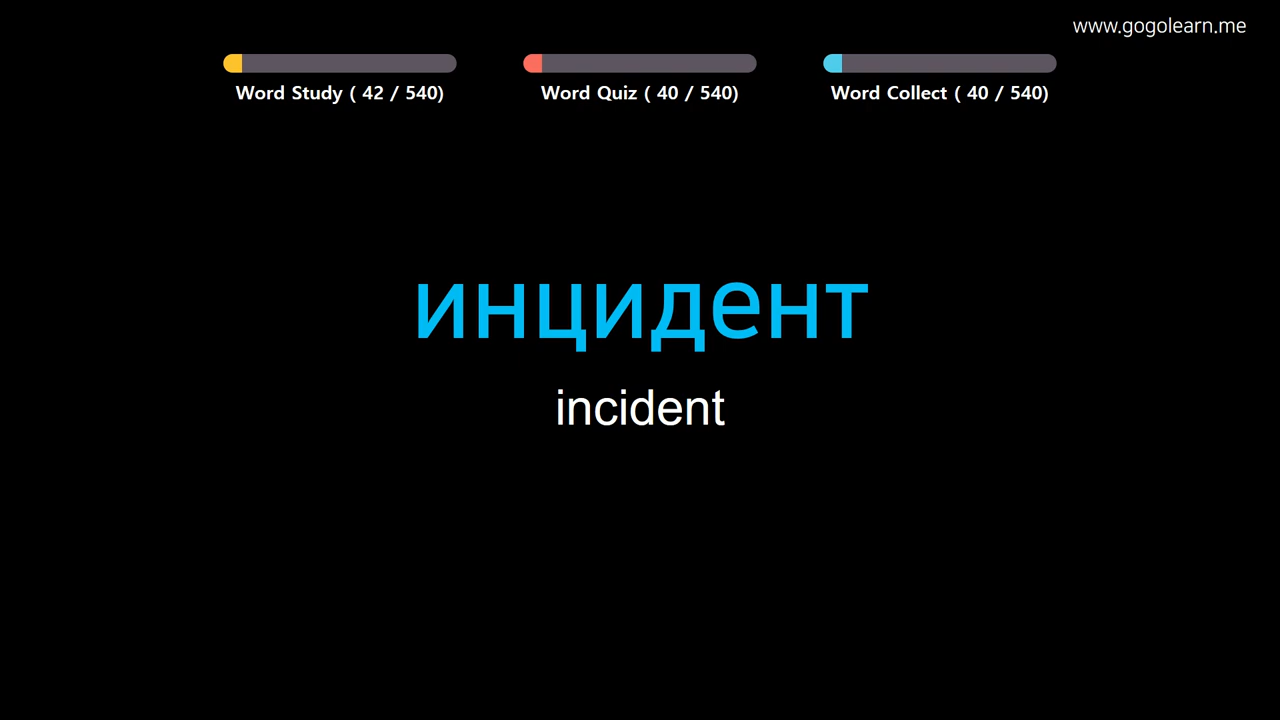 www.gogolearn.me
Word Study ( 42 / 540)
Word Quiz ( 40 / 540)
Word Collect ( 40 / 540)
инцидент
incident